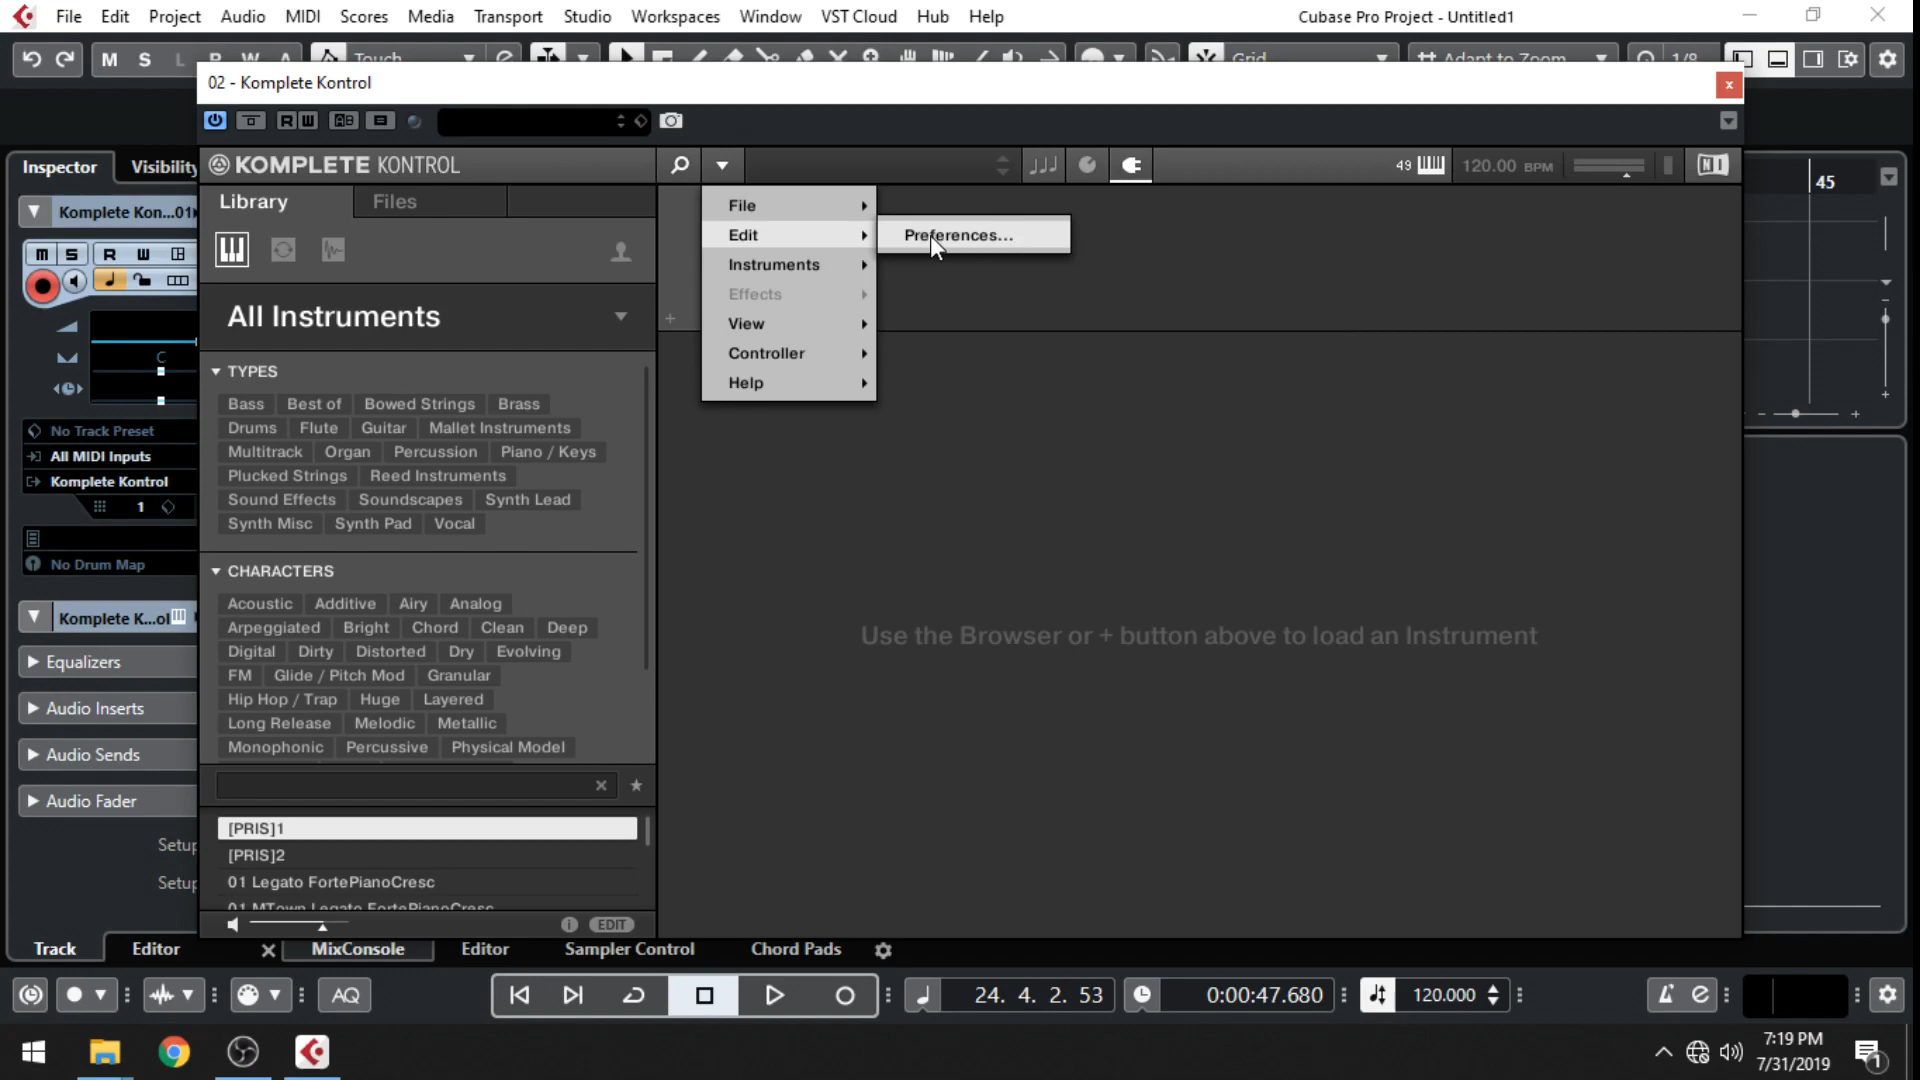 File Edit Project Audio MIDI Scores Media Transport Studio Workspaces Window VST Cloud Hub Help Cubase Pro Project - Untitled1
M S L R W A Touch Grid Adapt to Zoom 1/8
02 - Komplete Kontrol
x
R W
KOMPLETE KONTROL
49
120.00 BPM
Inspector Visibility
Library Files
45
Komplete Kon...01
File
M S R W
Edit
Preferences...
Instruments
Effects
All Instruments
View
C
Controller
TYPES
Help
Bass Best of Bowed Strings Brass
Drums Flute Guitar Mallet Instruments
No Track Preset
Multitrack Organ Percussion Piano / Keys
All MIDI Inputs
Plucked Strings Reed Instruments
Komplete Kontrol
Sound Effects Soundscapes Synth Lead
1
Synth Misc Synth Pad Vocal
No Drum Map
CHARACTERS
Acoustic Additive Airy Analog
Komplete K...ol
Arpeggiated Bright Chord Clean Deep
Use the Browser or + button above to load an Instrument
Digital Dirty Distorted Dry Evolving
Equalizers
FM Glide / Pitch Mod Granular
Hip Hop / Trap Huge Layered
Audio Inserts
Long Release Melodic Metallic
Monophonic Percussive Physical Model
Audio Sends
Audio Fader
[PRIS]1
Setup
[PRIS]2
Setup
01 Legato FortePianoCresc
01 MTown Legato FortePianoCresc
EDIT
Track Editor MixConsole Editor Sampler Control Chord Pads
AQ 24. 4. 2. 53 0:00:47.680 120.000
7:19 PM
7/31/2019
1